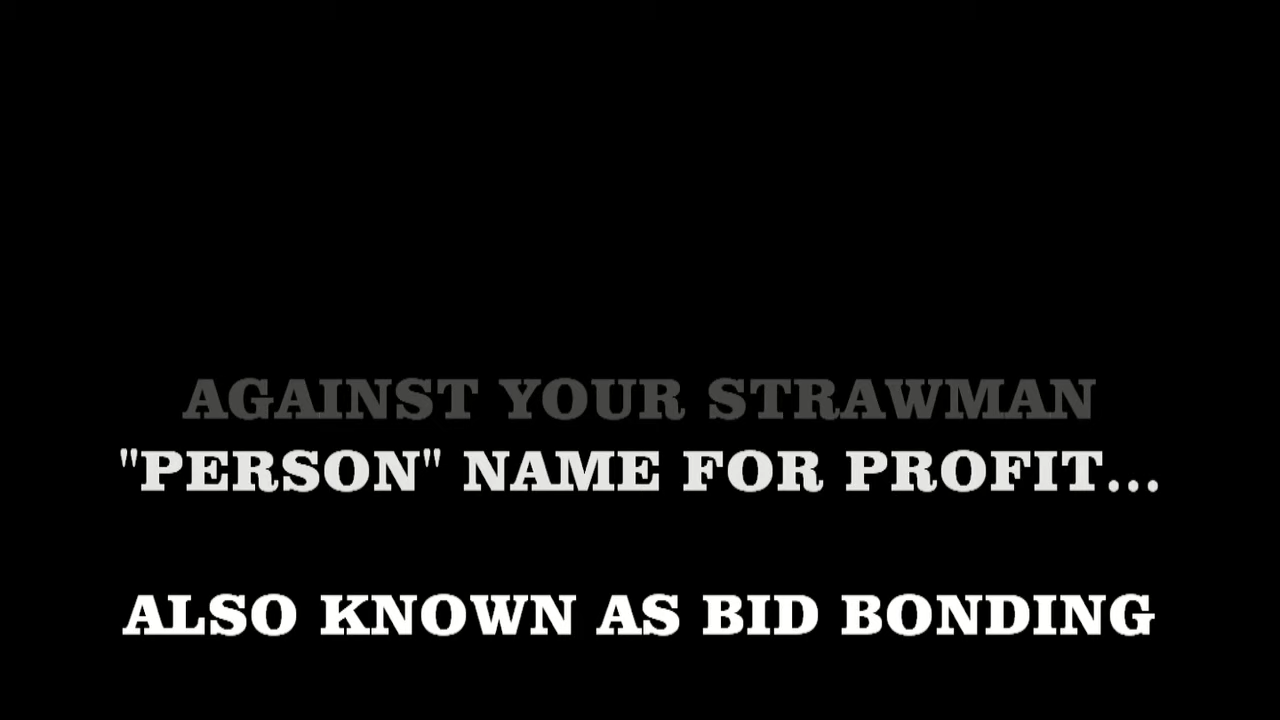 AGAINST YOUR STRAWMAN
"PERSON" NAME FOR PROFIT...
ALSO KNOWN AS BID BONDING